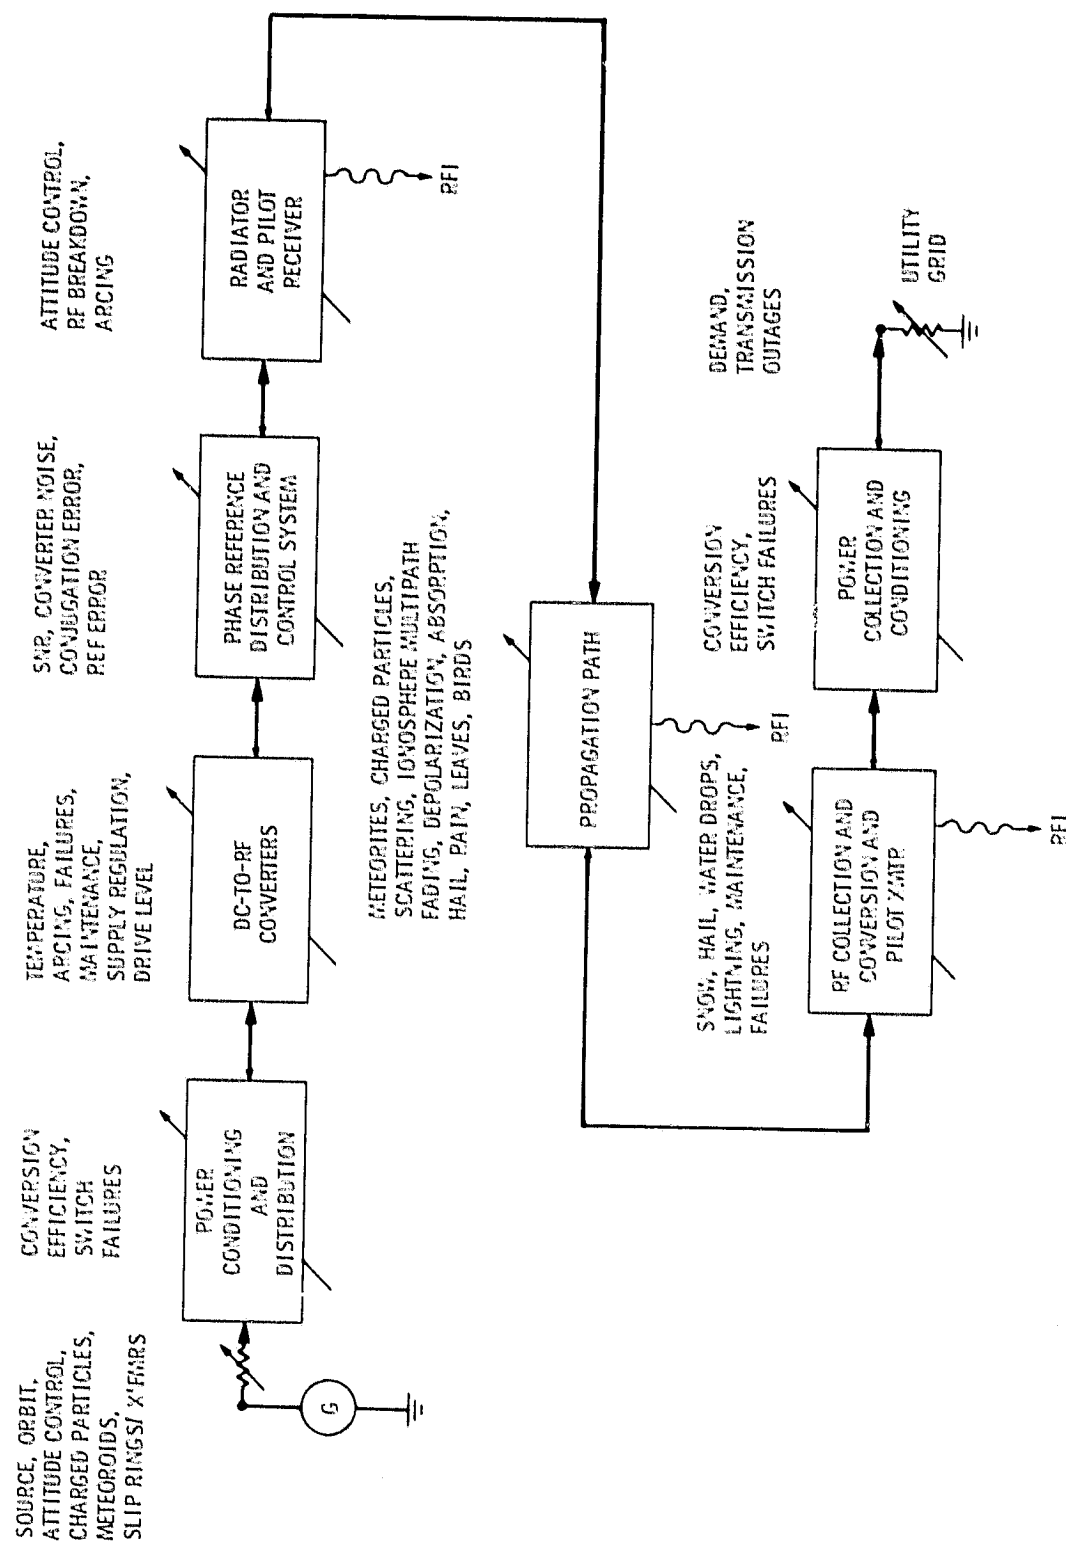 SOURCE, ORBIT,
ATTITUDE CONTROL,
CHARGED PARTICLES,
METEOROIDS,
SLIP RINGS/ X'FMRS
G
CONVERSION
EFFICIENCY,
SWITCH
FAILURES
POWER
CONDITIONING
AND
DISTRIBUTION
TEMPERATURE,
ARCING, FAILURES,
MAINTENANCE,
SUPPLY REGULATION,
DRIVE LEVEL
DC-TO-RF
CONVERTERS
SNR, CONVERTER NOISE,
CONJUGATION ERROR,
REF ERROR
PHASE REFERENCE
DISTRIBUTION AND
CONTROL SYSTEM
ATTITUDE CONTROL,
RF BREAKDOWN,
ARCING
RADIATOR
AND PILOT
RECEIVER
RFI
METEORITES, CHARGED PARTICLES,
SCATTERING, IONOSPHERE MULTIPATH
FADING, DEPOLARIZATION, ABSORPTION,
HAIL, RAIN, LEAVES, BIRDS
PROPAGATION PATH
RFI
SNOW, HAIL, WATER DROPS,
LIGHTNING, MAINTENANCE,
FAILURES
RF COLLECTION AND
CONVERSION AND
PILOT XMTR
RFI
CONVERSION
EFFICIENCY,
SWITCH FAILURES
POWER
COLLECTION AND
CONDITIONING
DEMAND,
TRANSMISSION
OUTAGES
UTILITY
GRID